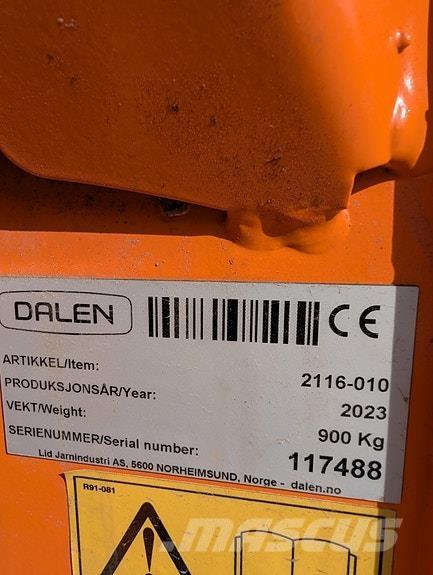 DALEN CE
ARTIKKEL/Item: 2116-010
PRODUKSJONSÅR/Year: 2023
VEKT/Weight: 900 Kg
SERIENUMMER/Serial number: 117488
Lid Jarnindustri AS, 5600 NORHEIMSUND, Norge - dalen.no
R91-081
MASCUS